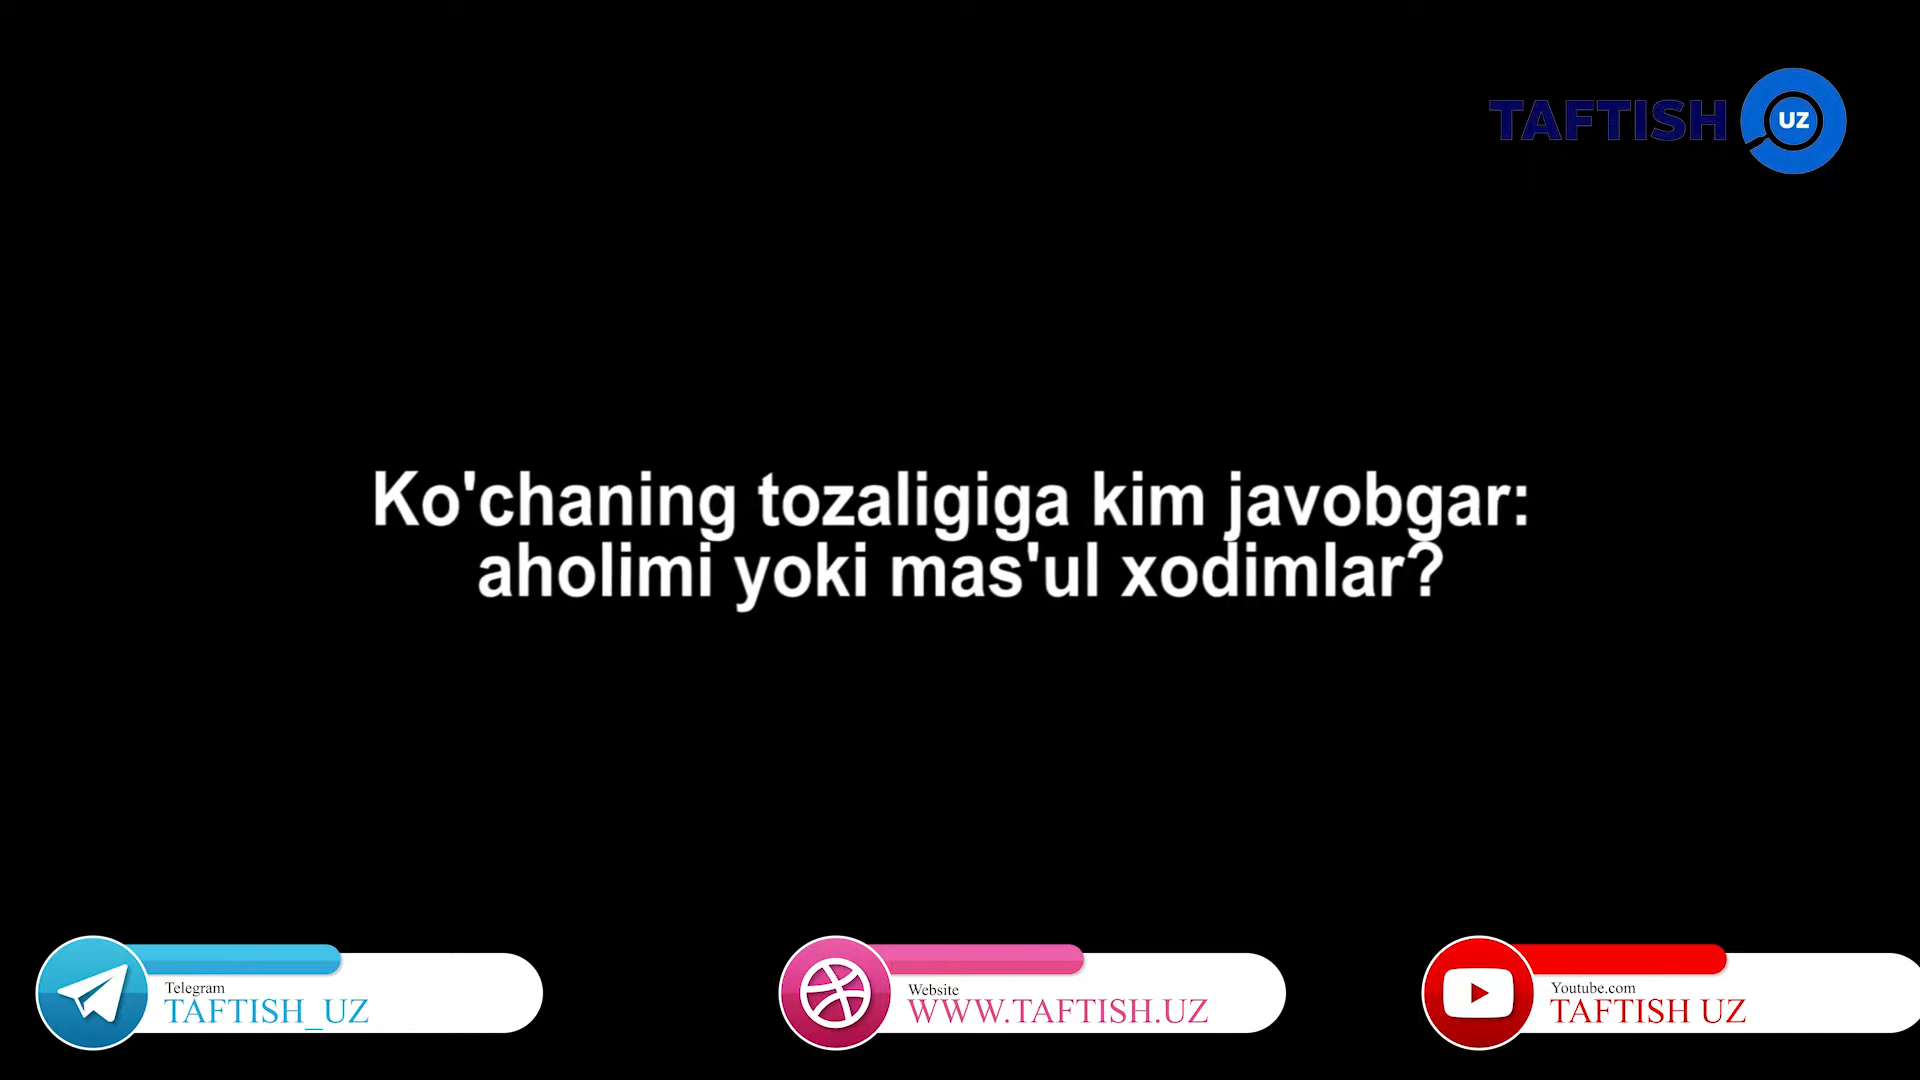 TAFTISH UZ
Ko'chaning tozaligiga kim javobgar:
aholimi yoki mas'ul xodimlar?
Telegram
TAFTISH_UZ
Website
WWW.TAFTISH.UZ
Youtube.com
TAFTISH UZ